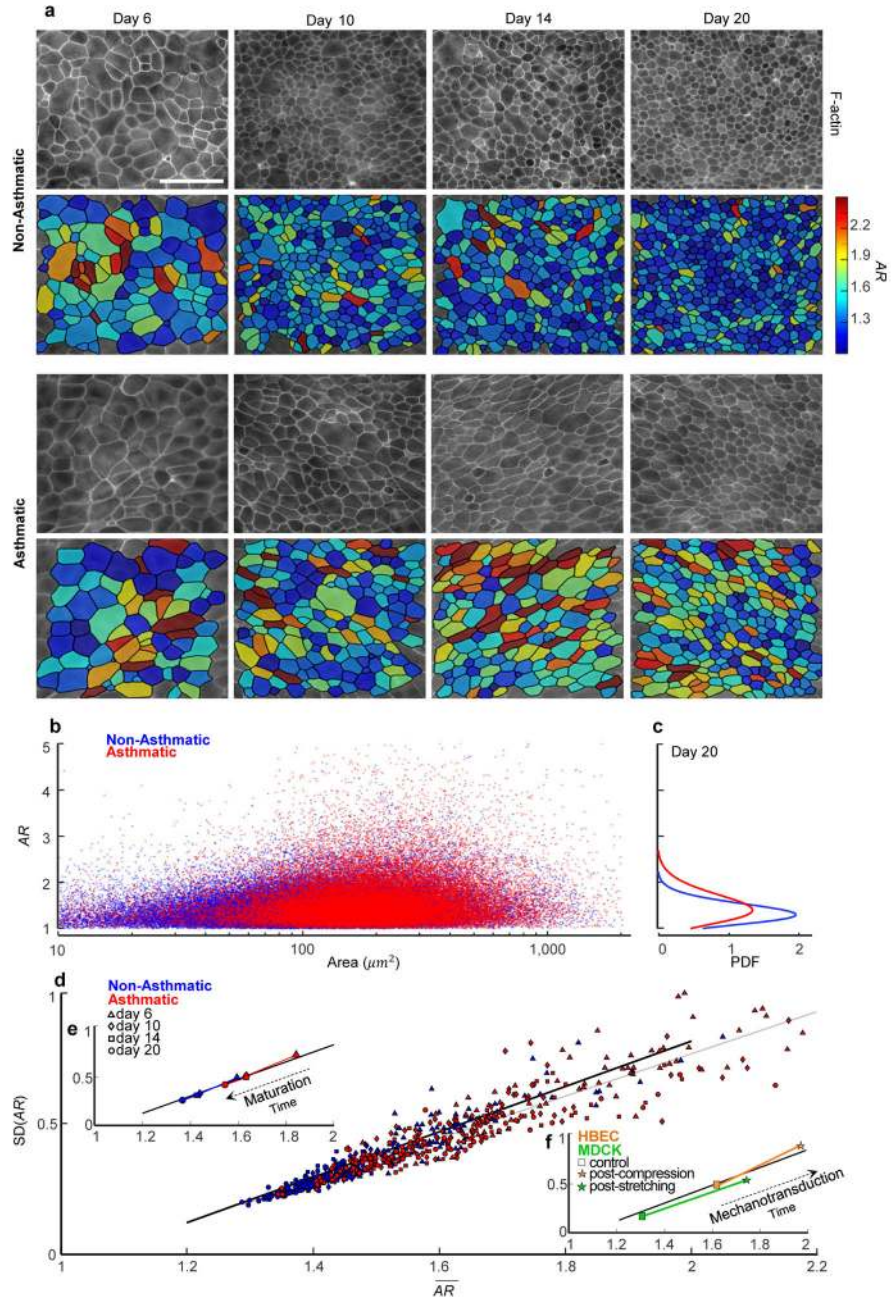 a
Day 6
Day 10
Day 14
Day 20
Non-Asthmatic
F-actin
2.2
1.9
1.6
1.3
AR
Asthmatic
b
Non-Asthmatic
Asthmatic
5
4
3
2
1
AR
10
100
1,000
Area (μm²)
c
Day 20
0
1
2
PDF
d
Non-Asthmatic
Asthmatic
day 6
day 10
day 14
day 20
1
0.5
0
SD(AR)
1
1.2
1.4
1.6
1.8
2
2.2
AR
e
1
0.5
0
1
1.2
1.4
1.6
1.8
2
Maturation
Time
f
HBEC
MDCK
control
post-compression
post-stretching
1
0.5
0
1
1.2
1.4
1.6
1.8
2
Mechanotransduction
Time